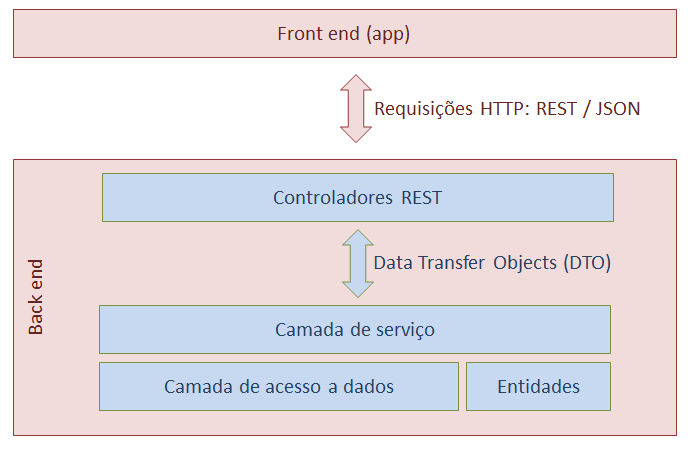 Front end (app)
Requisições HTTP: REST / JSON
Back end
Controladores REST
Data Transfer Objects (DTO)
Camada de serviço
Camada de acesso a dados
Entidades